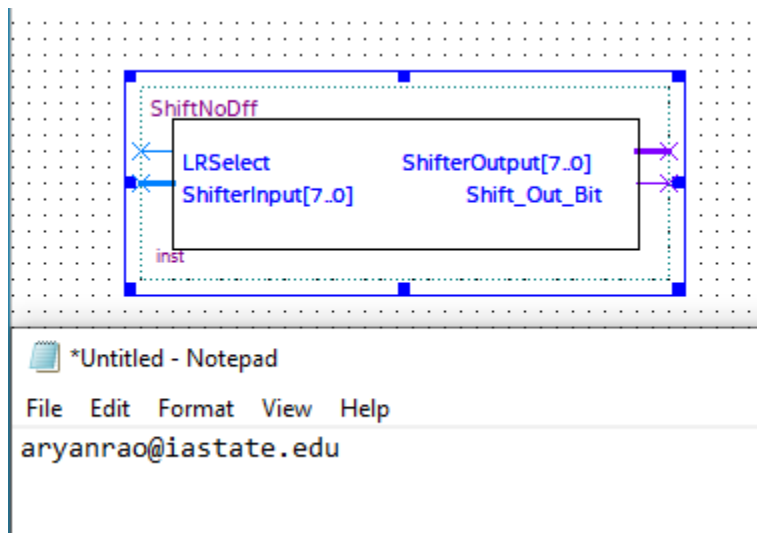 ShiftNoDff
LRSelect ShifterOutput[7..0]
ShifterInput[7..0] Shift_Out_Bit
inst
*Untitled - Notepad
File Edit Format View Help
aryanrao@iastate.edu